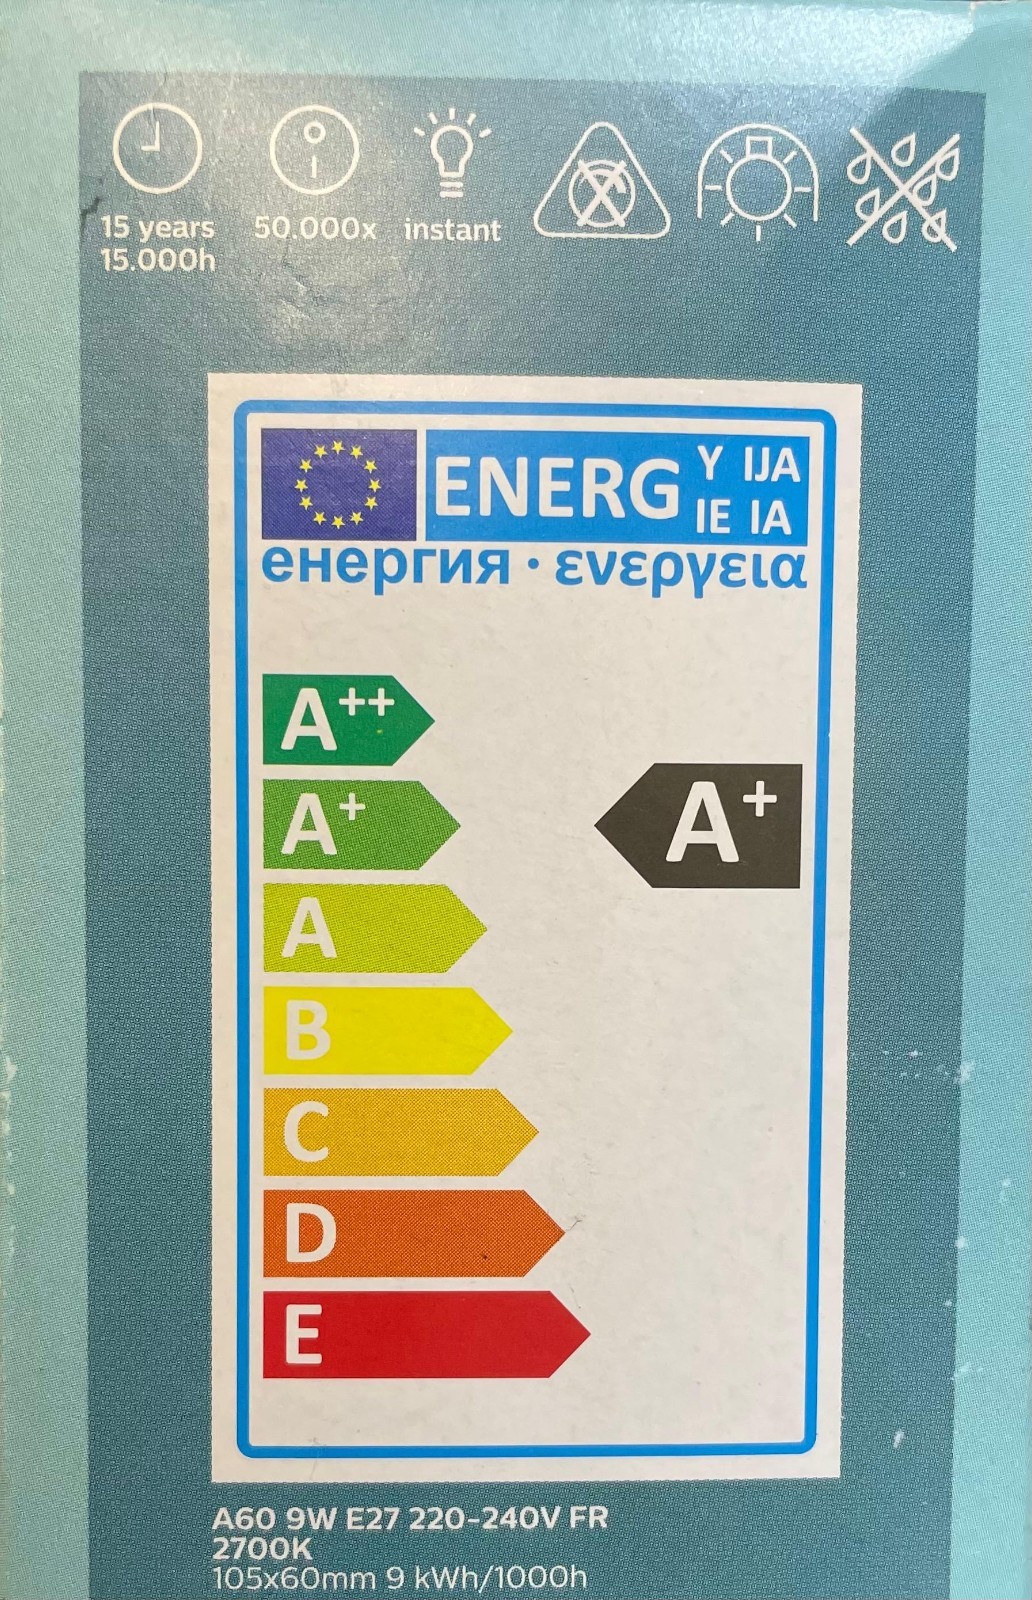 15 years
15.000h
50.000x
instant
ENERG
Y IJA
IE IA
енергия · ενεργεια
A++
A+
A+
A
B
C
D
E
A60 9W E27 220-240V FR
2700K
105x60mm 9 kWh/1000h